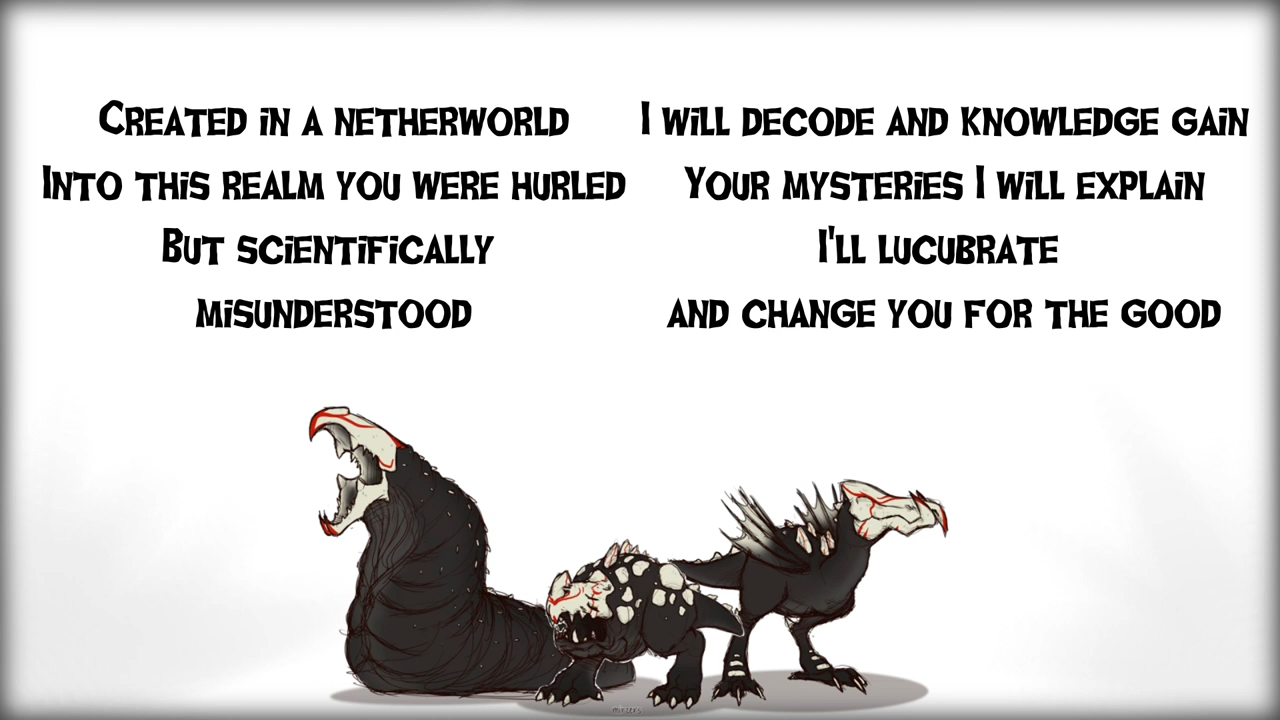 Created in a netherworld
Into this realm you were hurled
But scientifically
misunderstood
I will decode and knowledge gain
Your mysteries I will explain
I'll lucubrate
and change you for the good